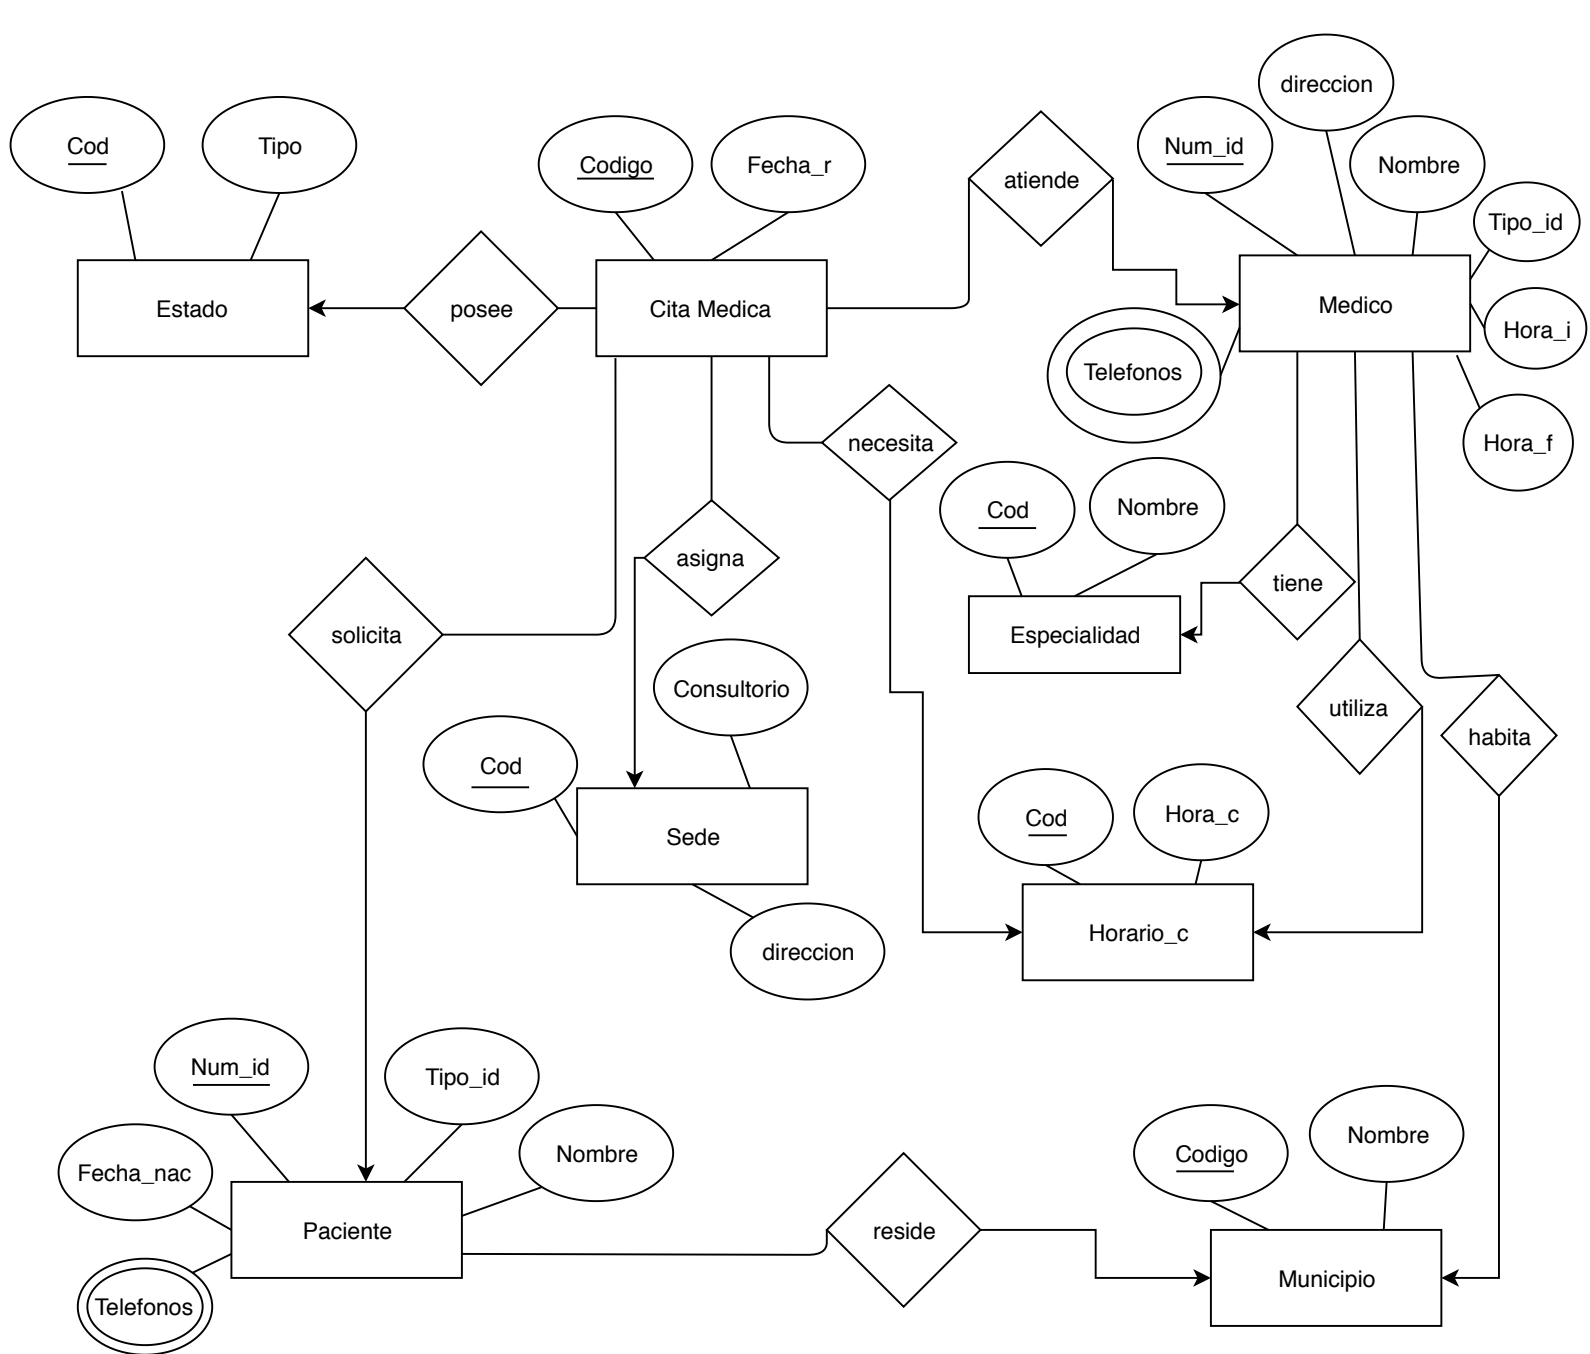 direccion
Cod
Tipo
Codigo
Fecha_r
atiende
Num_id
Nombre
Tipo_id
Estado
posee
Cita Medica
Medico
Hora_i
Telefonos
necesita
Hora_f
Cod
Nombre
asigna
tiene
solicita
Especialidad
Consultorio
utiliza
habita
Cod
Sede
Cod
Hora_c
Horario_c
direccion
Num_id
Tipo_id
Nombre
Fecha_nac
Codigo
Nombre
Paciente
reside
Municipio
Telefonos